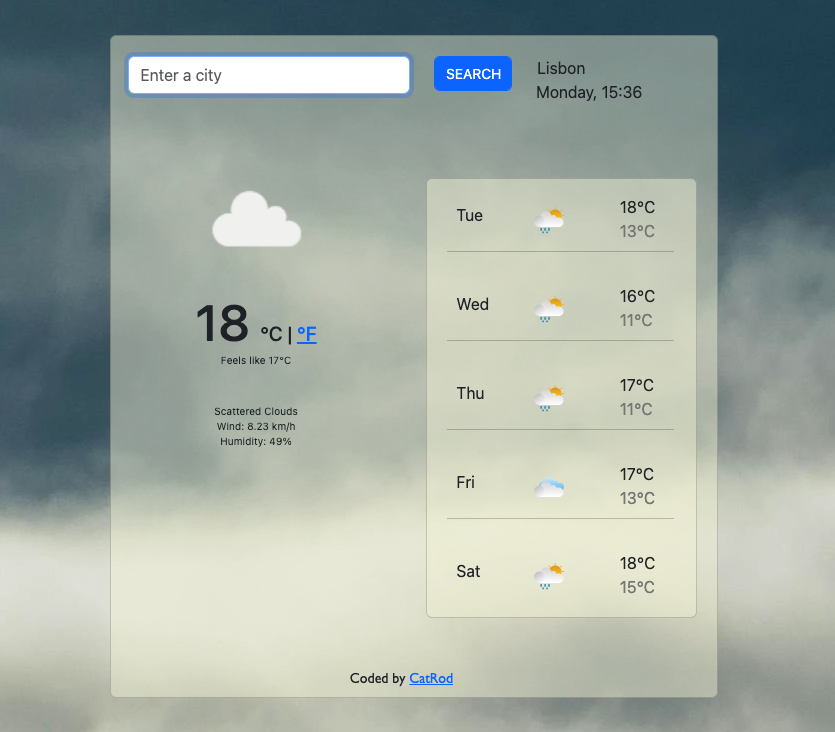 Enter a city
SEARCH
Lisbon
Monday, 15:36
18 °C | °F
Feels like 17°C
Scattered Clouds
Wind: 8.23 km/h
Humidity: 49%
Tue
18°C
13°C
Wed
16°C
11°C
Thu
17°C
11°C
Fri
17°C
13°C
Sat
18°C
15°C
Coded by CatRod